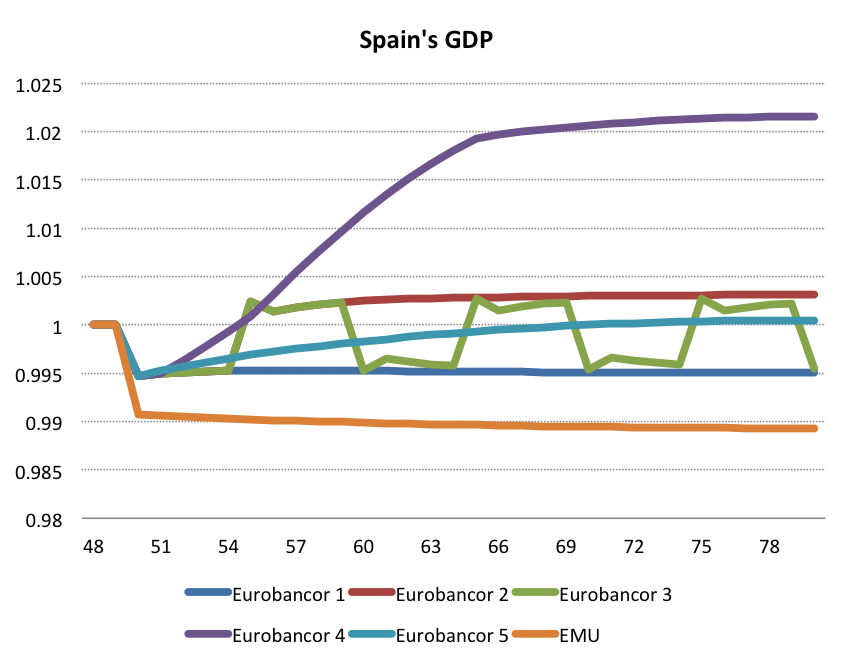 Spain's GDP
1.025
1.02
1.015
1.01
1.005
1
0.995
0.99
0.985
0.98
48 51 54 57 60 63 66 69 72 75 78
Eurobancor 1 Eurobancor 2 Eurobancor 3
Eurobancor 4 Eurobancor 5 EMU